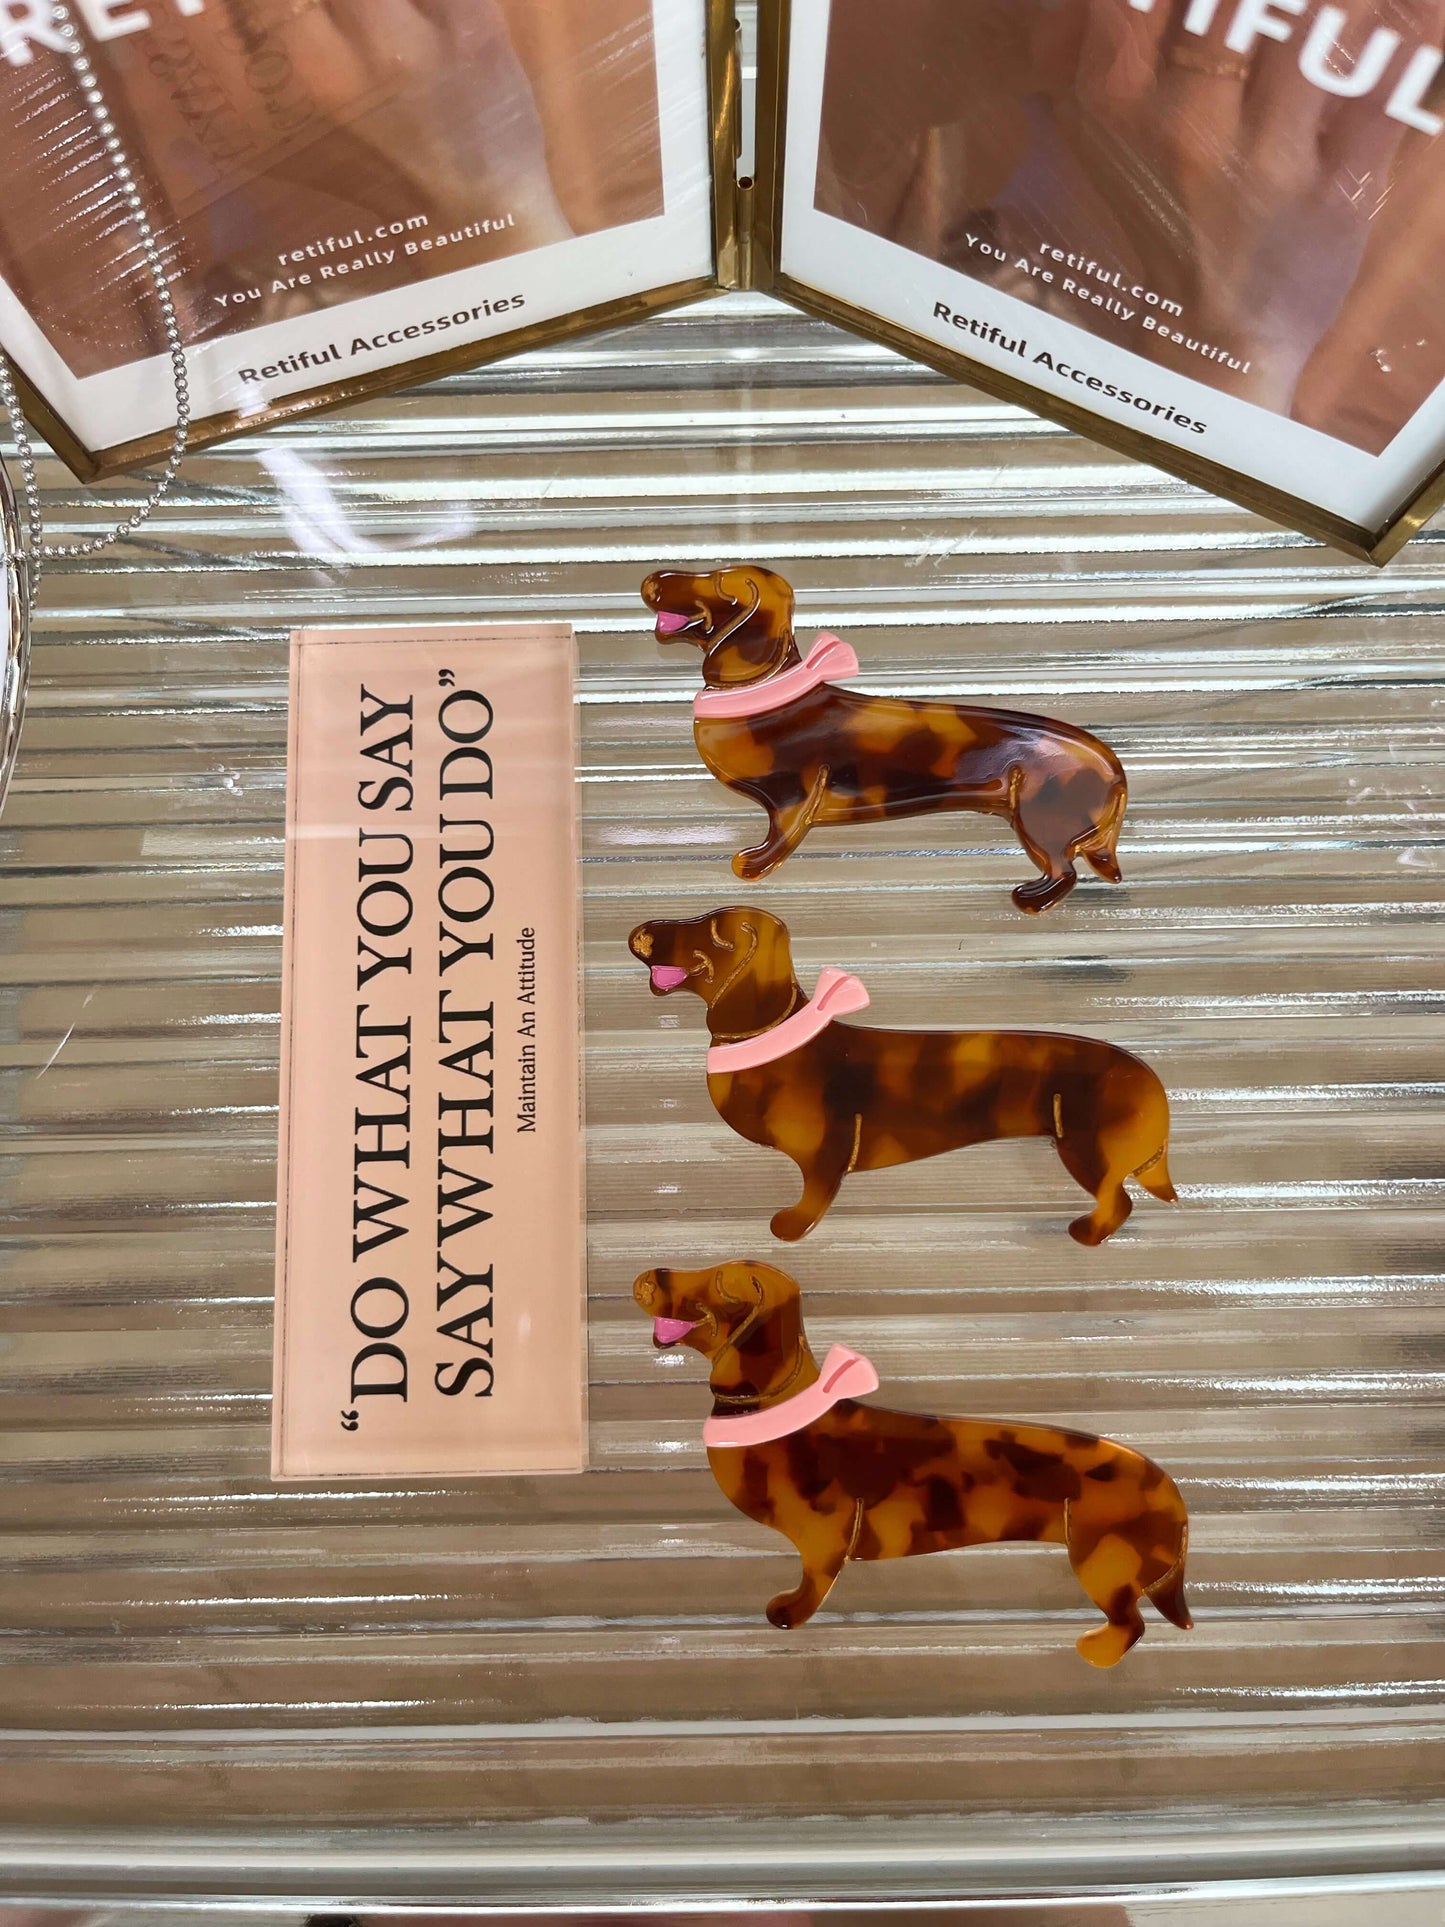 retiful.com
You Are Really Beautiful
Retiful Accessories
retiful.com
You Are Really Beautiful
Retiful Accessories
“DO WHAT YOU SAY
SAY WHAT YOU DO”
Maintain An Attitude